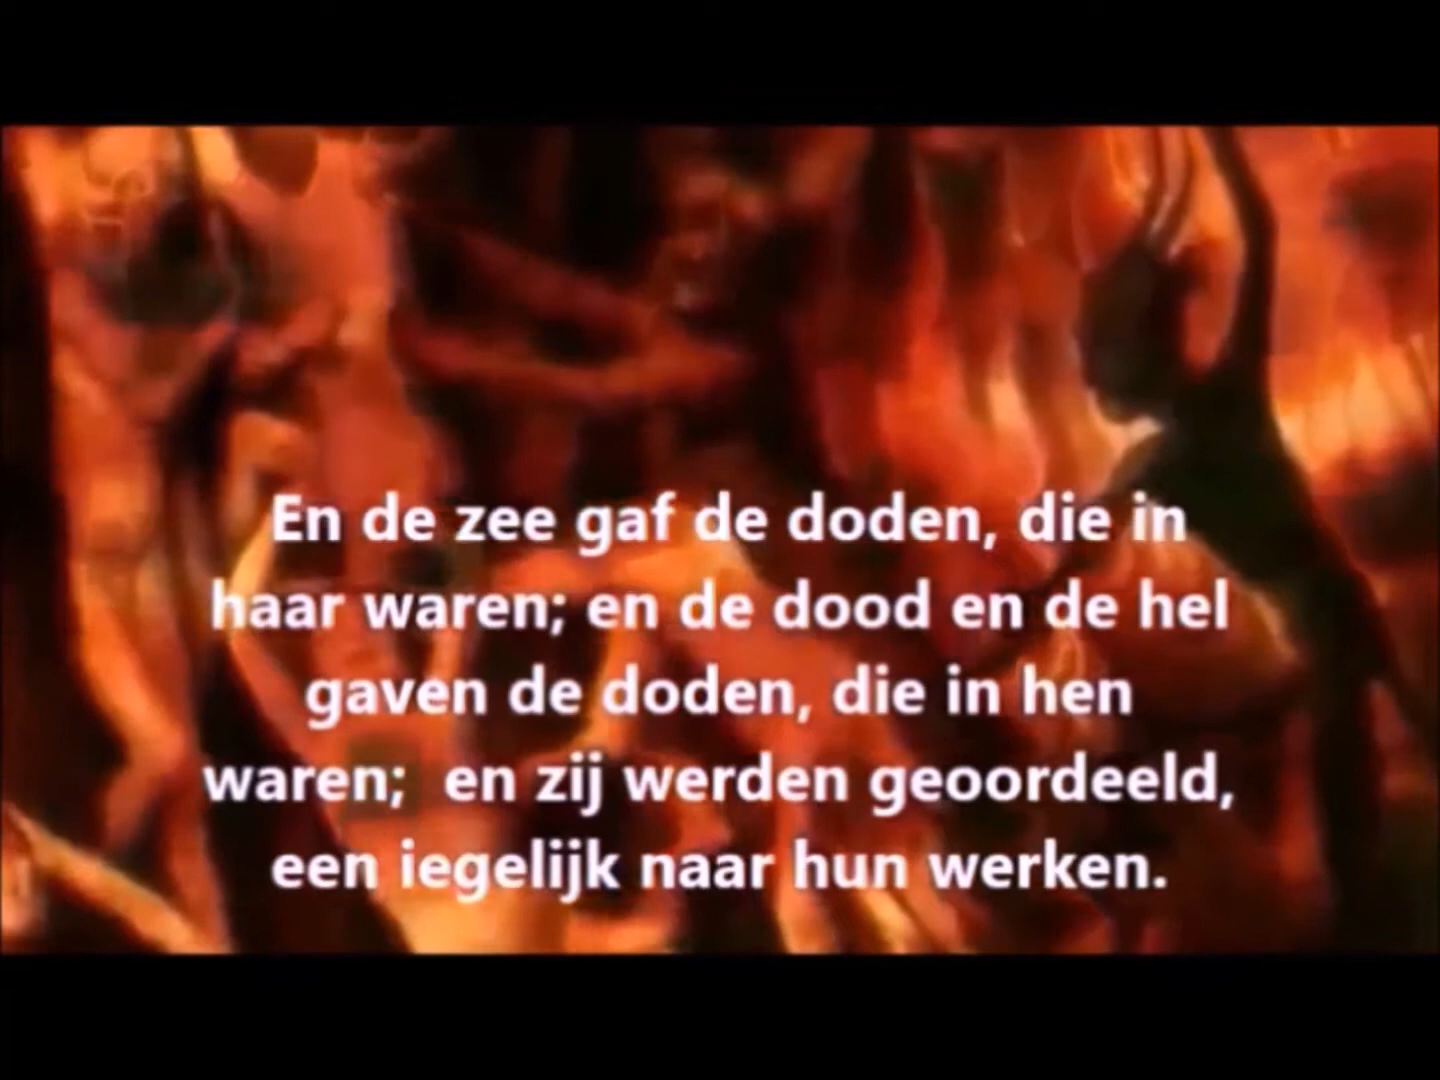 En de zee gaf de doden, die in
haar waren; en de dood en de hel
gaven de doden, die in hen
waren;  en zij werden geoordeeld,
een iegelijk naar hun werken.